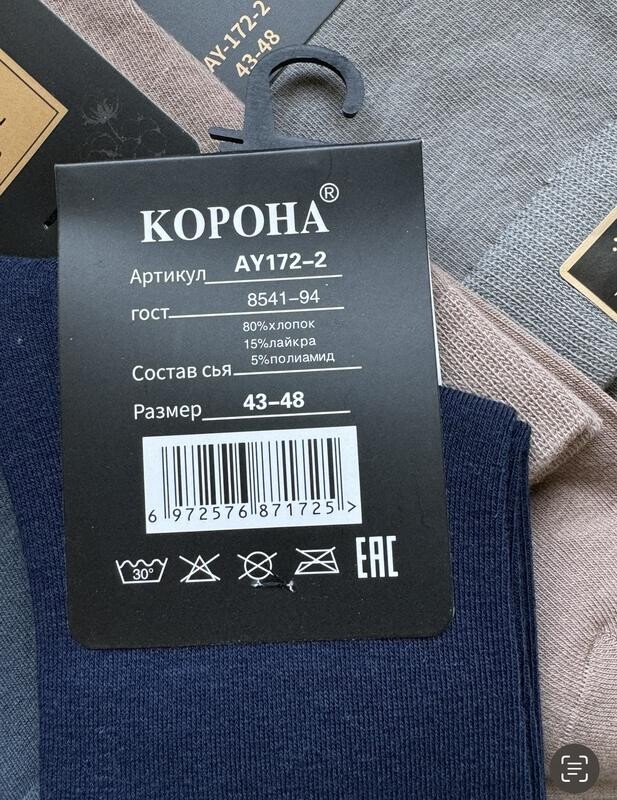 AY-172-2
43-48
КОРОНА®
Артикул AY172-2
гост 8541-94
80%хлопок
15%лайкра
5%полиамид
Состав сья
Размер 43-48
6 972576 871725 >
30°
EAC